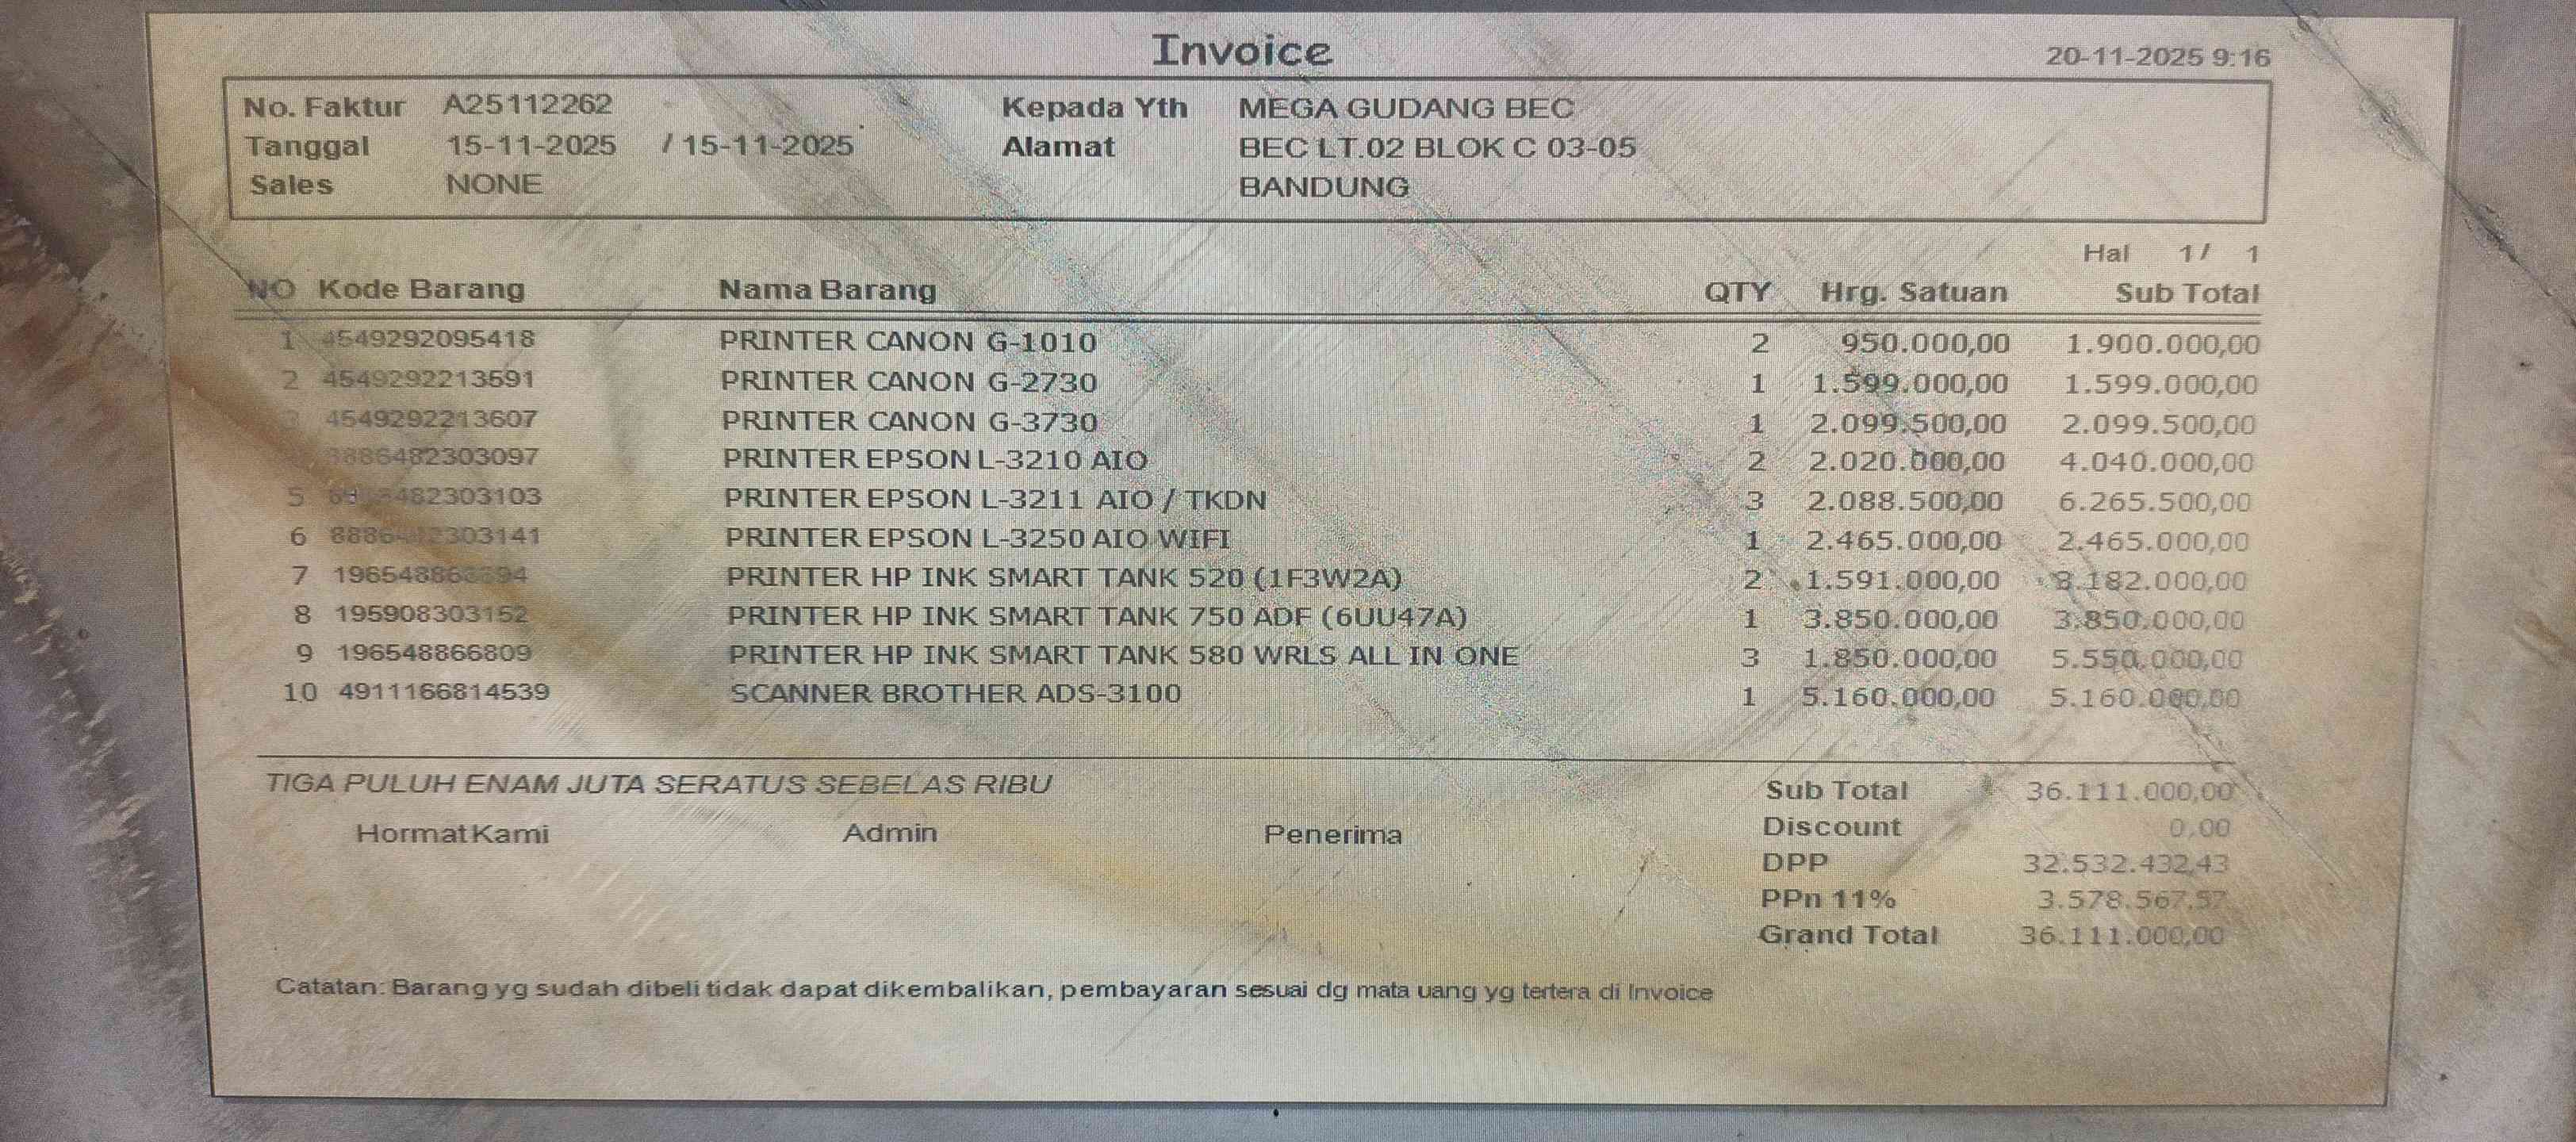 Invoice
20-11-2025 9:16
No. Faktur A25112262 Kepada Yth MEGA GUDANG BEC
Tanggal 15-11-2025 / 15-11-2025 Alamat BEC LT.02 BLOK C 03-05
Sales NONE BANDUNG
Hal 1/ 1
NO Kode Barang Nama Barang QTY Hrg. Satuan Sub Total
1 4549292095418 PRINTER CANON G-1010 2 950.000,00 1.900.000,00
2 4549292213591 PRINTER CANON G-2730 1 1.599.000,00 1.599.000,00
4549292213607 PRINTER CANON G-3730 1 2.099.500,00 2.099.500,00
PRINTER EPSON L-3210 AIO 2 2.020.000,00 4.040.000,00
5 PRINTER EPSON L-3211 AIO / TKDN 3 2.088.500,00 6.265.500,00
6 PRINTER EPSON L-3250 AIO WIFI 1 2.465.000,00 2.465.000,00
7 PRINTER HP INK SMART TANK 520 (1F3W2A) 2 1.591.000,00 3.182.000,00
8 195908303152 PRINTER HP INK SMART TANK 750 ADF (6UU47A) 1 3.850.000,00 3.850.000,00
9 196548866809 PRINTER HP INK SMART TANK 580 WRLS ALL IN ONE 3 1.850.000,00 5.550.000,00
10 4911166814539 SCANNER BROTHER ADS-3100 1 5.160.000,00 5.160.000,00
TIGA PULUH ENAM JUTA SERATUS SEBELAS RIBU Sub Total 36.111.000,00
Discount 0,00
Hormat Kami Admin Penerima
DPP 32.532.432,43
PPn 11% 3.578.567,57
Grand Total 36.111.000,00
Catatan: Barang yg sudah dibeli tidak dapat dikembalikan, pembayaran sesuai dg mata uang yg tertera di Invoice